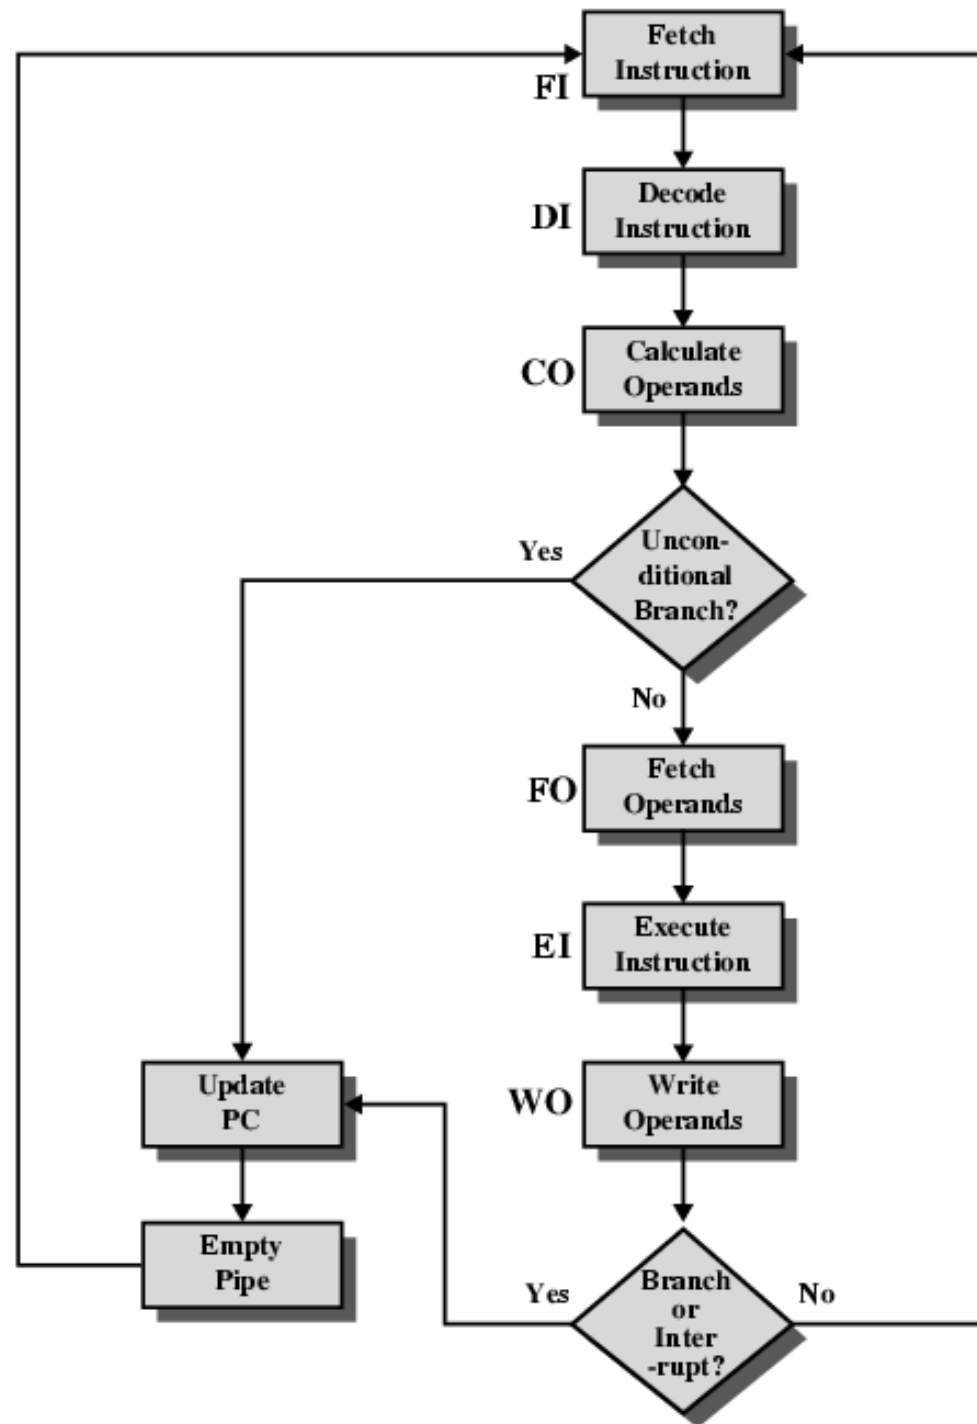 Fetch
Instruction
FI
Decode
Instruction
DI
Calculate
Operands
CO
Uncon-
ditional
Branch?
Yes
No
Fetch
Operands
FO
Execute
Instruction
EI
Write
Operands
WO
Update
PC
Empty
Pipe
Branch
or
Inter
-rupt?
Yes
No